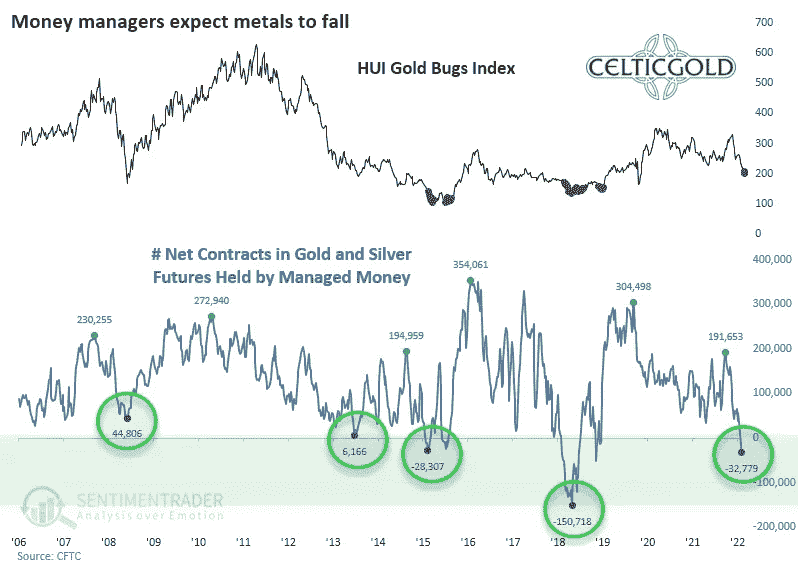 Money managers expect metals to fall
700
600
HUI Gold Bugs Index
CELTICGOLD
500
400
300
200
100
0
# Net Contracts in Gold and Silver
Futures Held by Managed Money
400,000
354,061
304,498
300,000
272,940
230,255
194,959
191,653
200,000
100,000
44,806
6,166
-28,307
-32,779
0
-100,000
-150,718
-200,000
SENTIMENTRADER
Analysis over Emotion
'06 '07 '08 '09 '10 '11 '12 '13 '14 '15 '16 '17 '18 '19 '20 '21 '22
Source: CFTC